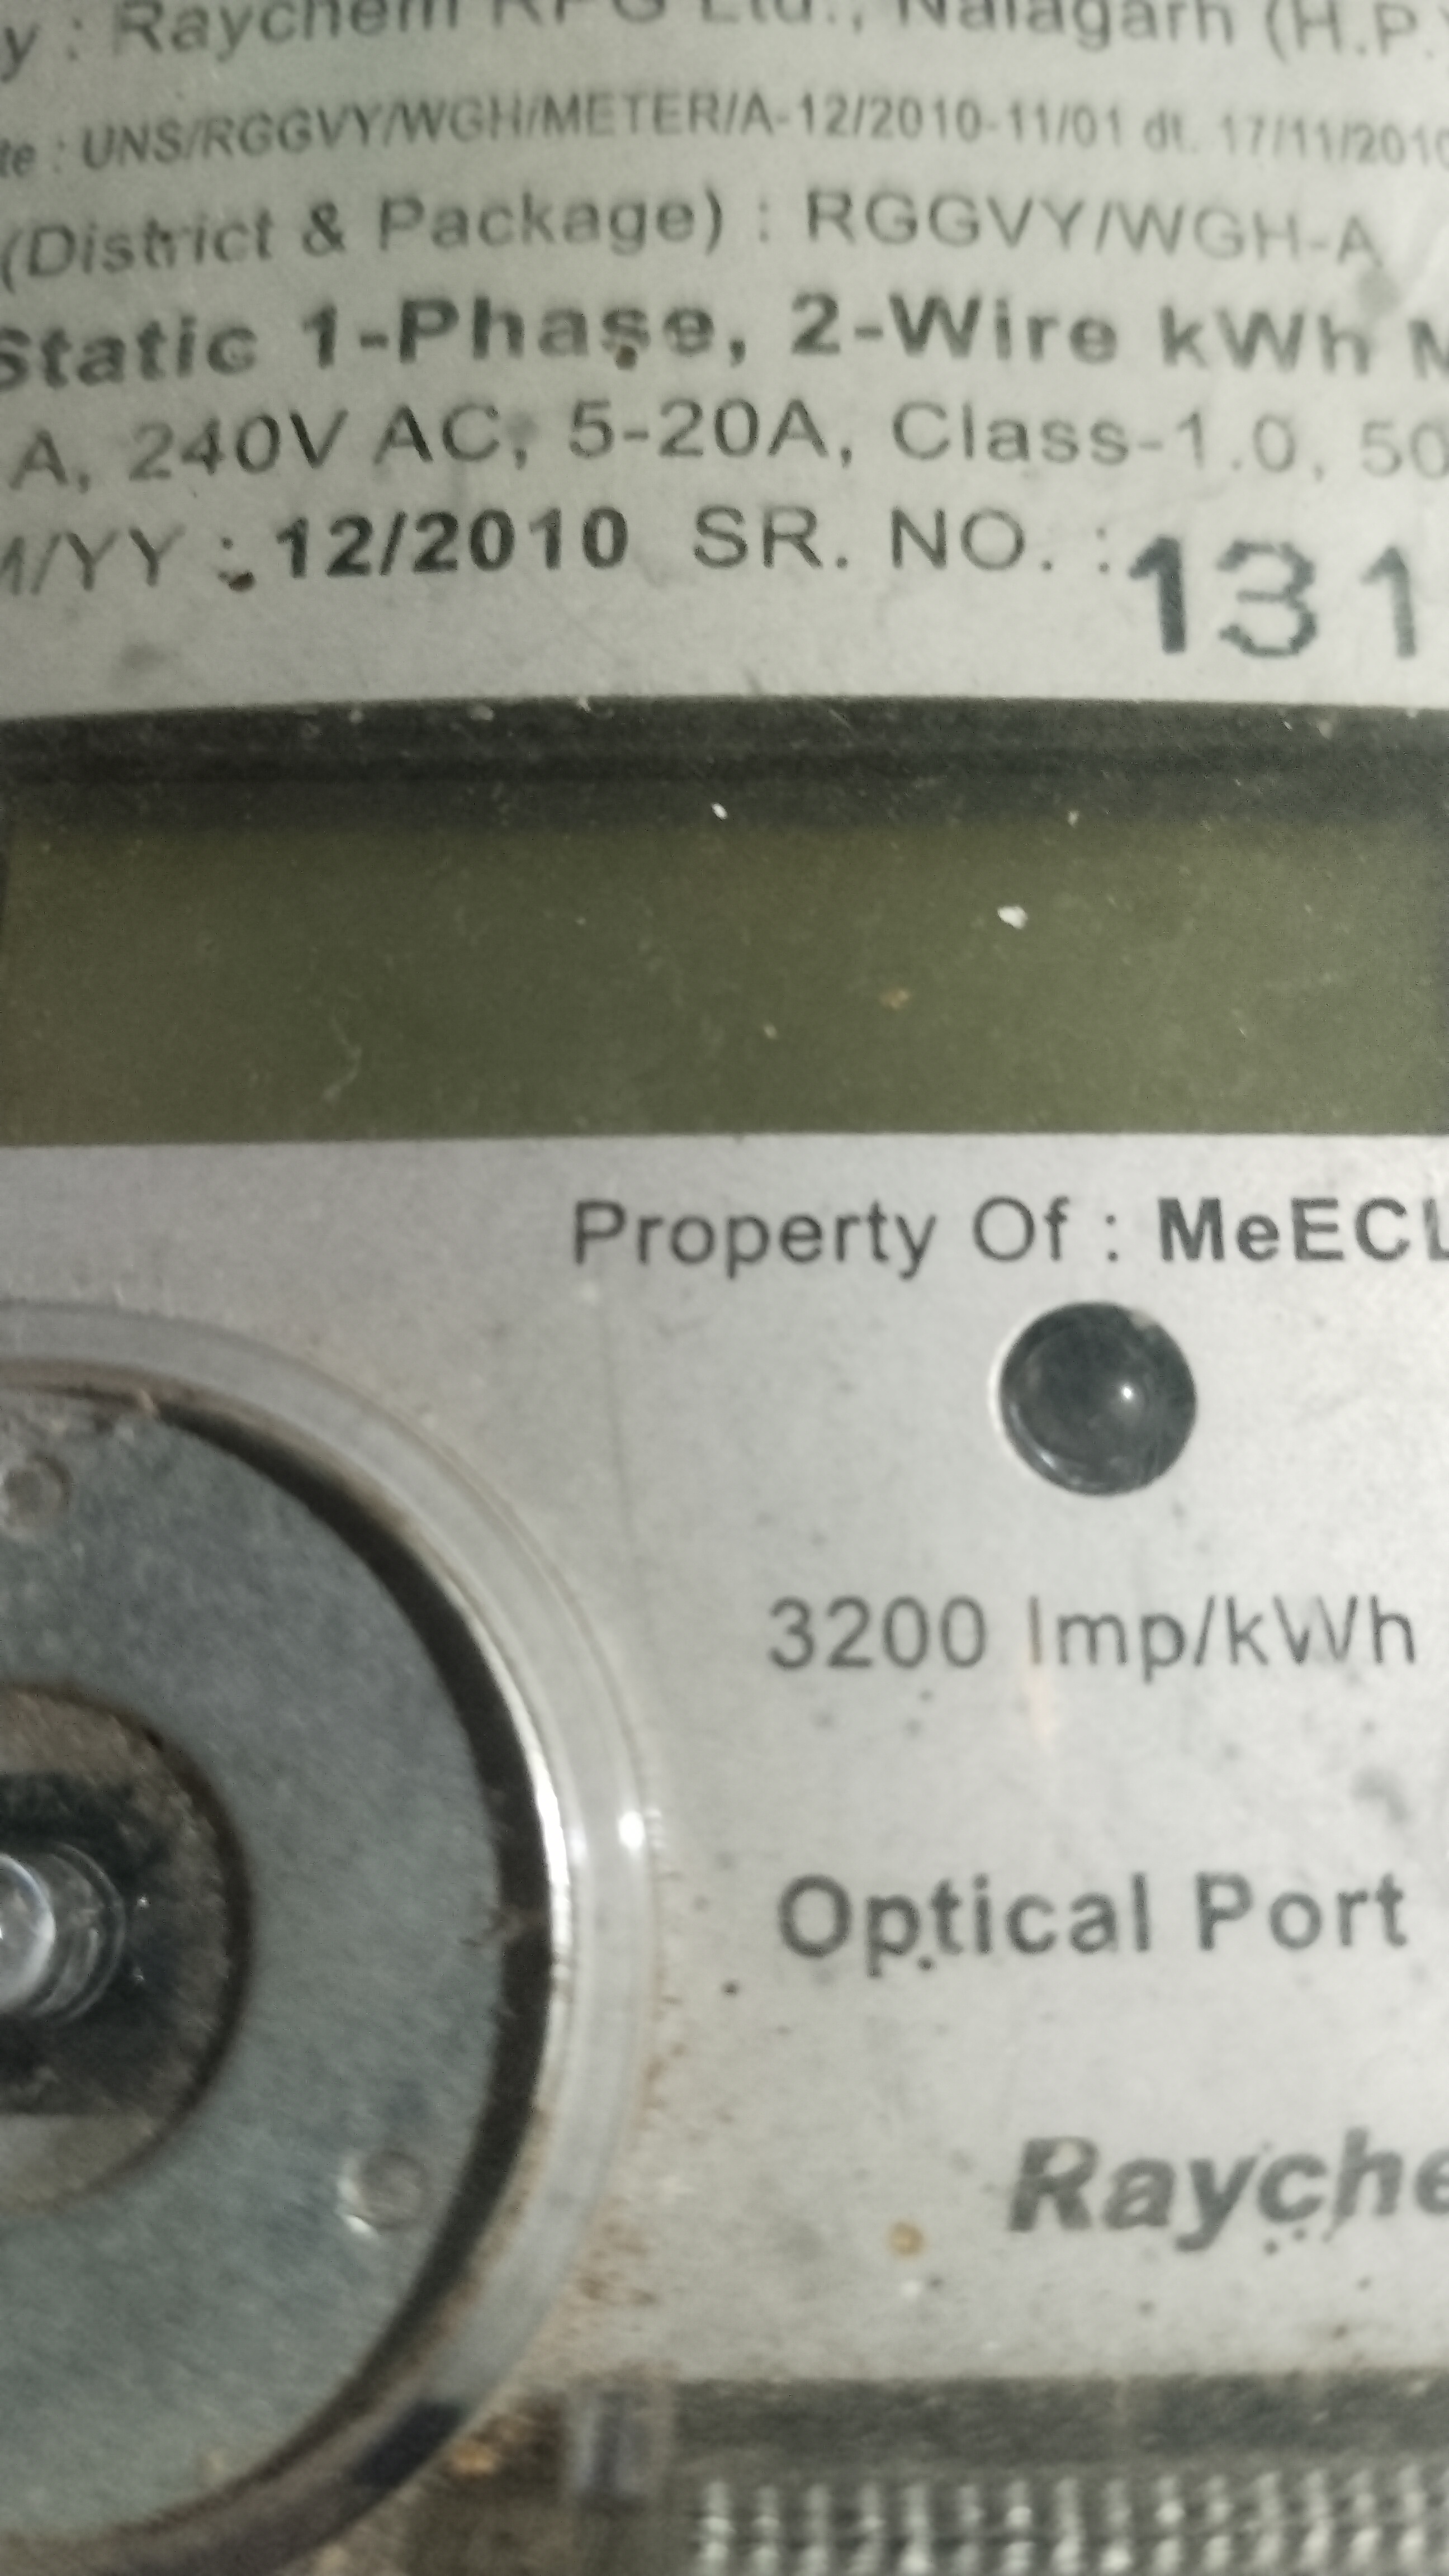 y : Raychem RPG Ltd., Nalagarh (H.P.)
te : UNS/RGGVY/WGH/METER/A-12/2010-11/01 dt. 17/11/2010
(District & Package) : RGGVY/WGH-A
Static 1-Phase, 2-Wire kWh M
A, 240V AC, 5-20A, Class-1.0, 50
M/YY : 12/2010 SR. NO. : 131
Property Of : MeECL
3200 Imp/kWh
Optical Port
Rayche